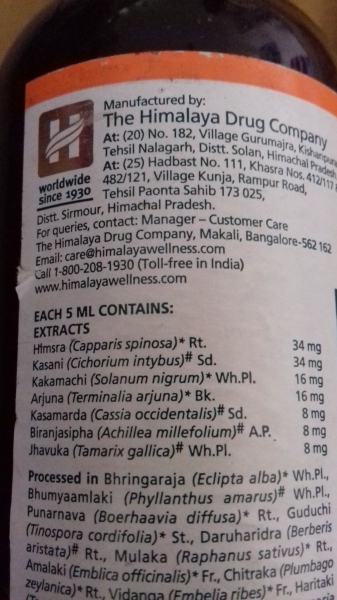 Manufactured by:
The Himalaya Drug Company
At: (20) No. 182, Village Gurumajra, Kishanpura
Tehsil Nalagarh, Distt. Solan, Himachal Pradesh
At: (25) Hadbast No. 111, Khasra Nos. 412/117
482/121, Village Kunja, Rampur Road,
Tehsil Paonta Sahib 173 025,
worldwide
since 1930
Distt. Sirmour, Himachal Pradesh.
For queries, contact: Manager – Customer Care
The Himalaya Drug Company, Makali, Bangalore-562 162
Email: care@himalayawellness.com
Call 1-800-208-1930 (Toll-free in India)
www.himalayawellness.com
EACH 5 ML CONTAINS:
EXTRACTS
Himsra (Capparis spinosa)* Rt. 34 mg
Kasani (Cichorium intybus)# Sd. 34 mg
Kakamachi (Solanum nigrum)* Wh.Pl. 16 mg
Arjuna (Terminalia arjuna)* Bk. 16 mg
Kasamarda (Cassia occidentalis)# Sd. 8 mg
Biranjasipha (Achillea millefolium)# A.P. 8 mg
Jhavuka (Tamarix gallica)# Wh.Pl. 8 mg
Processed in Bhringaraja (Eclipta alba)* Wh.Pl.,
Bhumyaamlaki (Phyllanthus amarus)# Wh.Pl.,
Punarnava (Boerhaavia diffusa)* Rt., Guduchi
(Tinospora cordifolia)* St., Daruharidra (Berberis
aristata)# Rt., Mulaka (Raphanus sativus)* Rt.,
Amalaki (Emblica officinalis)* Fr., Chitraka (Plumbago
zeylanica)* Rt., Vidanga (Embelia ribes)* Fr., Haritaki